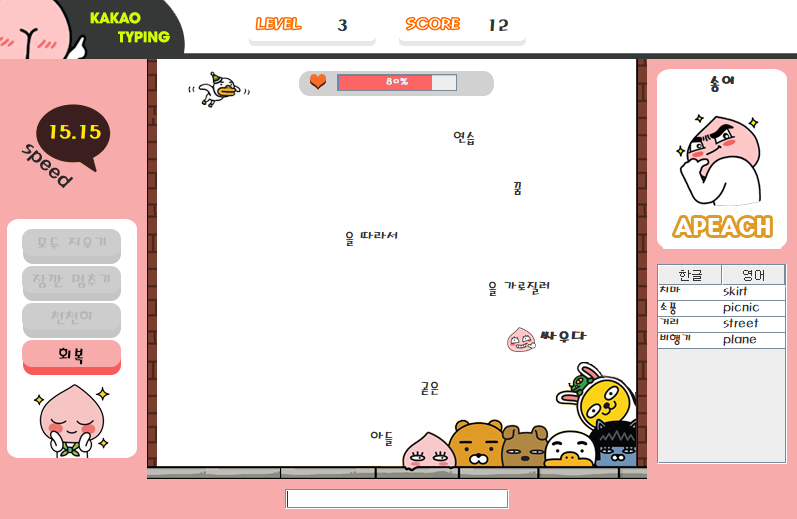 KAKAO
TYPING
LEVEL 3
SCORE 12
15.15
speed
모두 지우기
잠깐 멈추기
천천히
회복
80%
연습
꿈
을 따라서
을 가로질러
싸우다
굽은
아들
송이
APEACH
한글 영어
치마 skirt
소풍 picnic
거리 street
비행기 plane